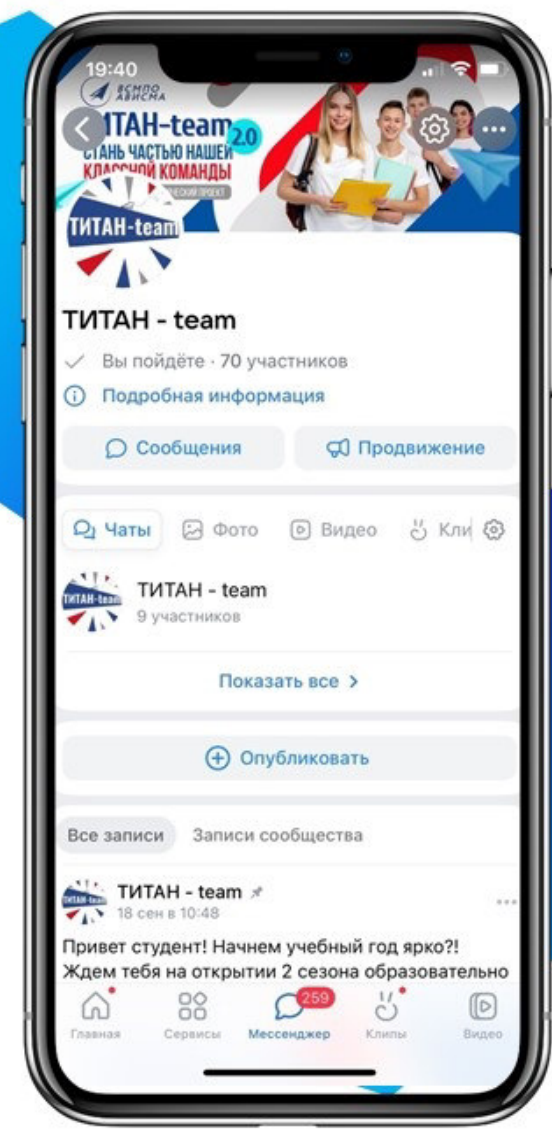 19:40
ВСМПО
АВИСМА
ТИТАН-team 2.0
СТАНЬ ЧАСТЬЮ НАШЕЙ
КЛАССНОЙ КОМАНДЫ
ПРОЕКТ
ТИТАН-team
ТИТАН - team
Вы пойдёте · 70 участников
Подробная информация
Сообщения
Продвижение
Чаты
Фото
Видео
Кли
ТИТАН-team
ТИТАН - team
9 участников
Показать все
Опубликовать
Все записи
Записи сообщества
ТИТАН-team
ТИТАН - team
18 сен в 10:48
Привет студент! Начнем учебный год ярко?!
Ждем тебя на открытии 2 сезона образовательно
259
Главная
Сервисы
Мессенджер
Клипы
Видео